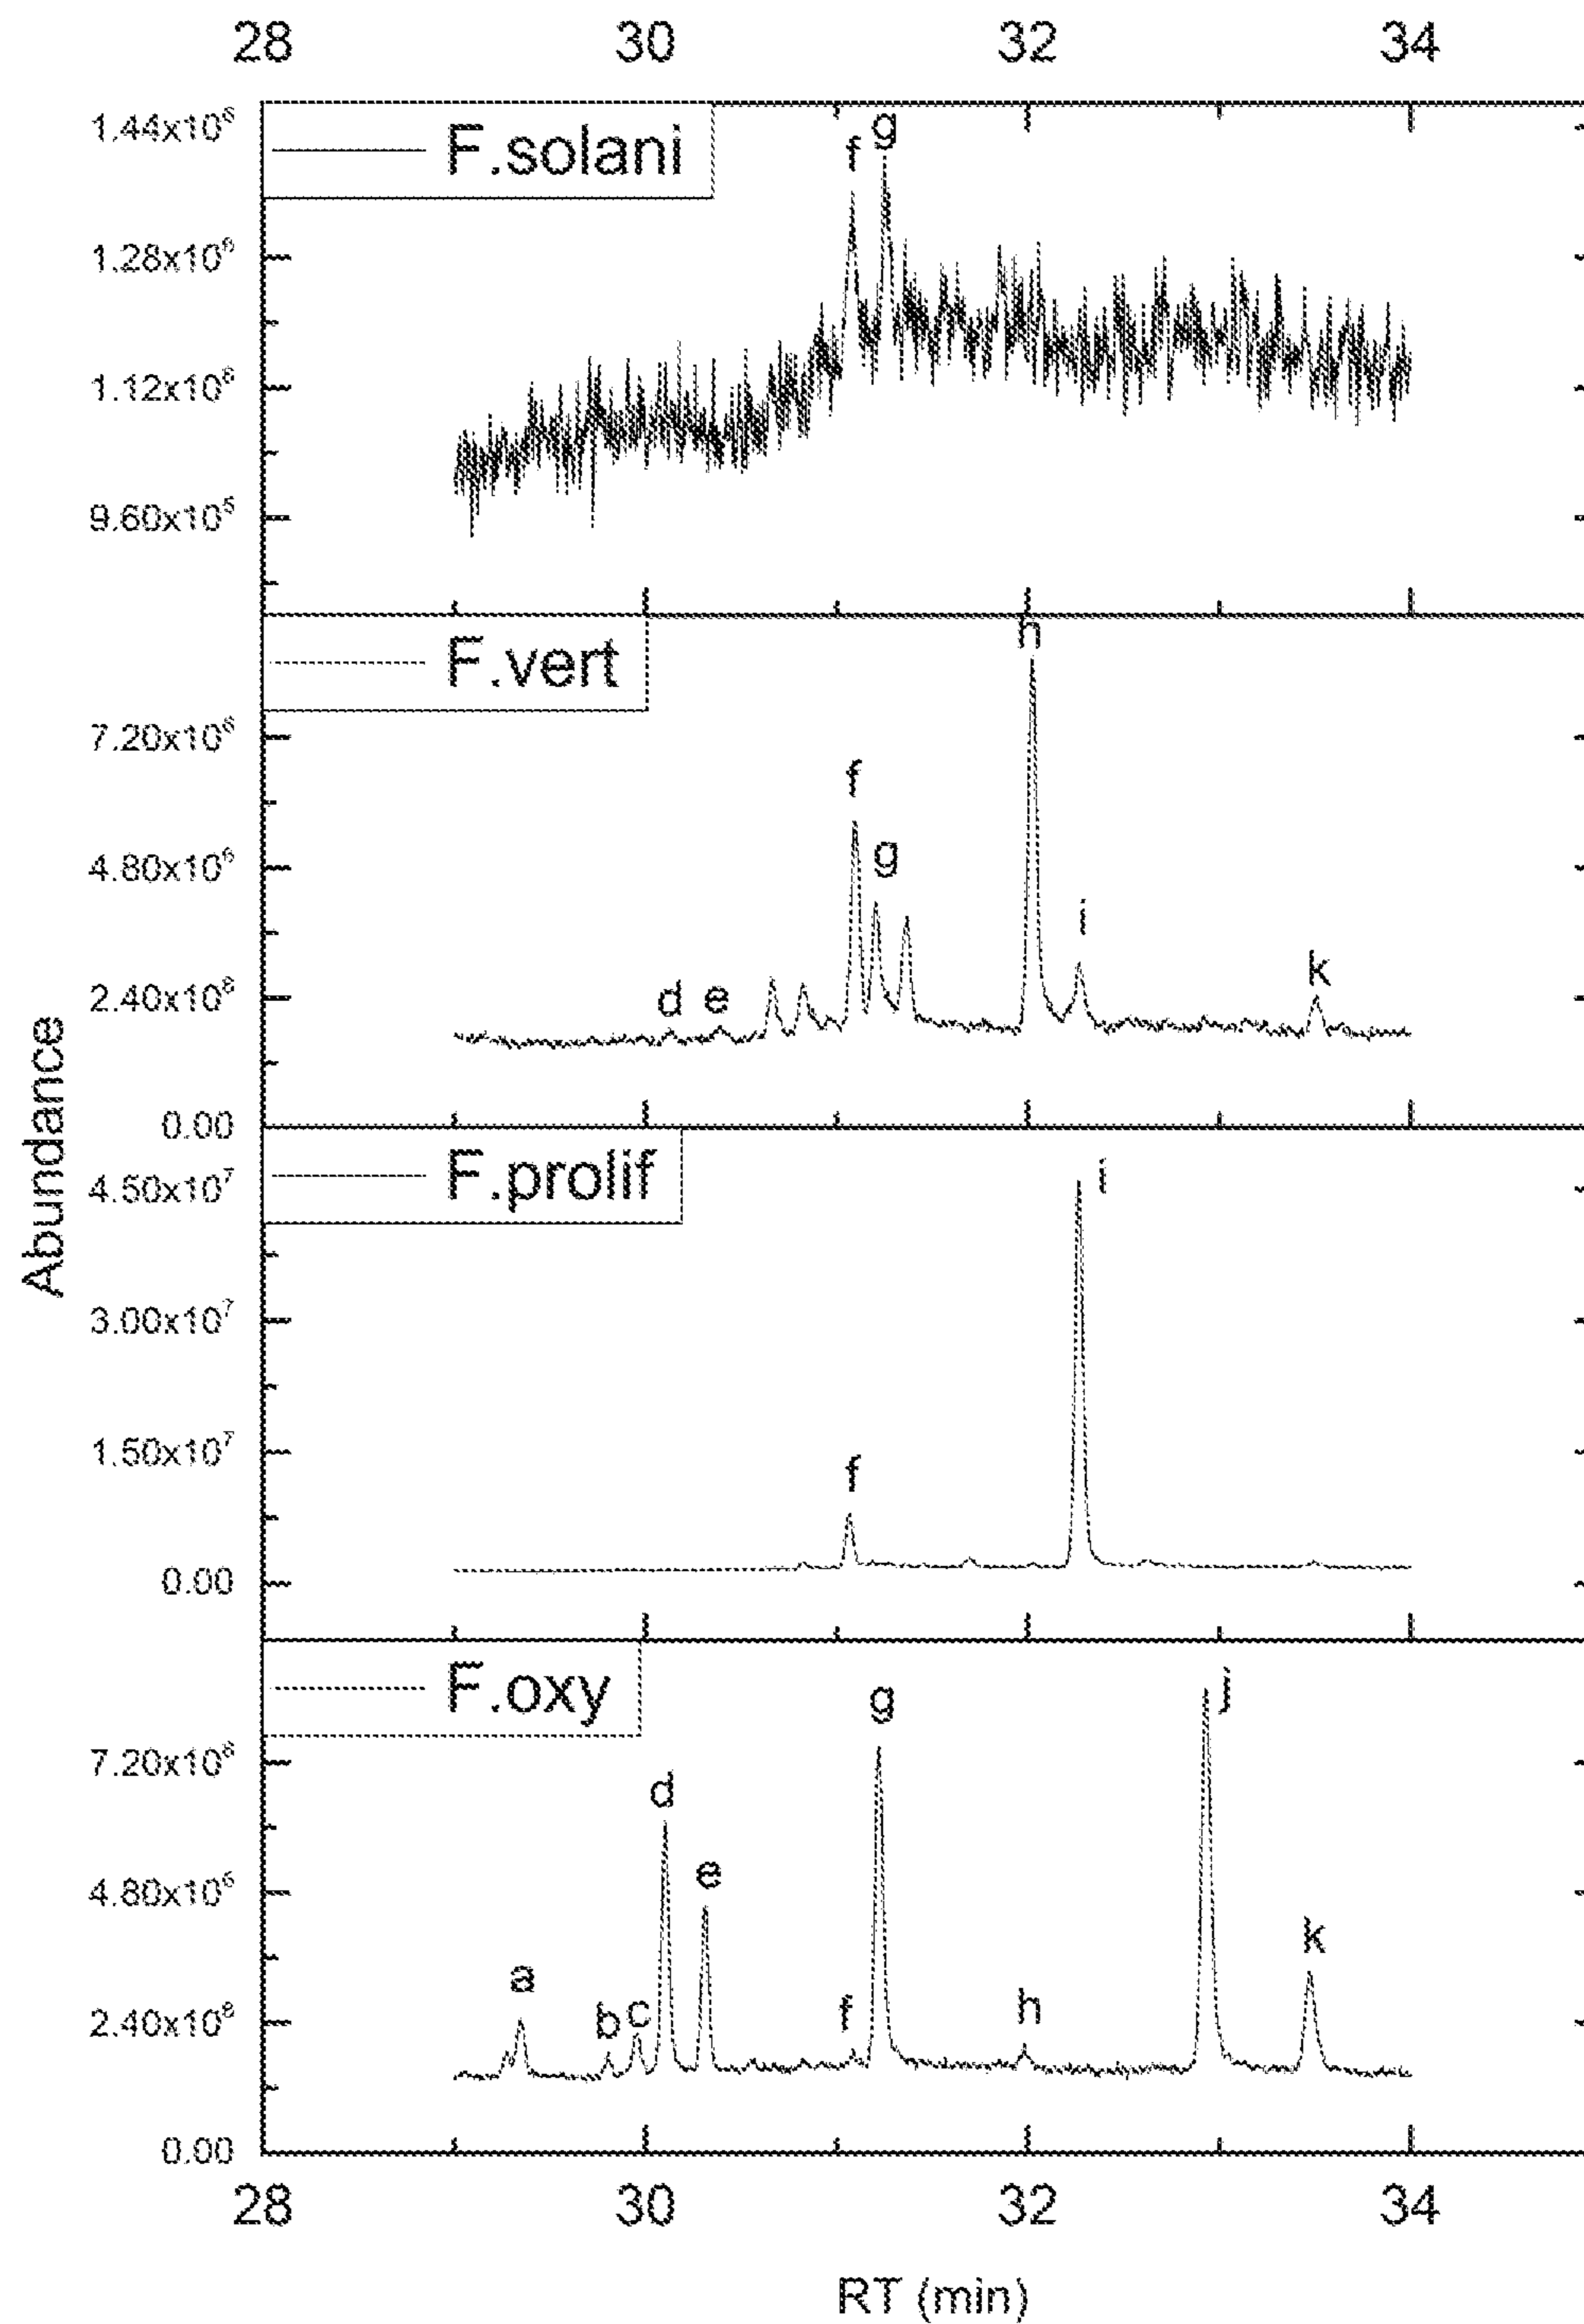 28 30 32 34
1.44x10⁶
F.solani
f g
1.28x10⁶
1.12x10⁶
9.60x10⁵
F.vert
h
7.20x10⁶
f
4.80x10⁶
g
i
2.40x10⁶
d e
k
0.00
Abundance
F.prolif
i
4.50x10⁷
3.00x10⁷
1.50x10⁷
f
0.00
F.oxy
g
j
7.20x10⁶
d
4.80x10⁶
e
k
a
2.40x10⁶
b c
f
h
0.00
28 30 32 34
RT (min)